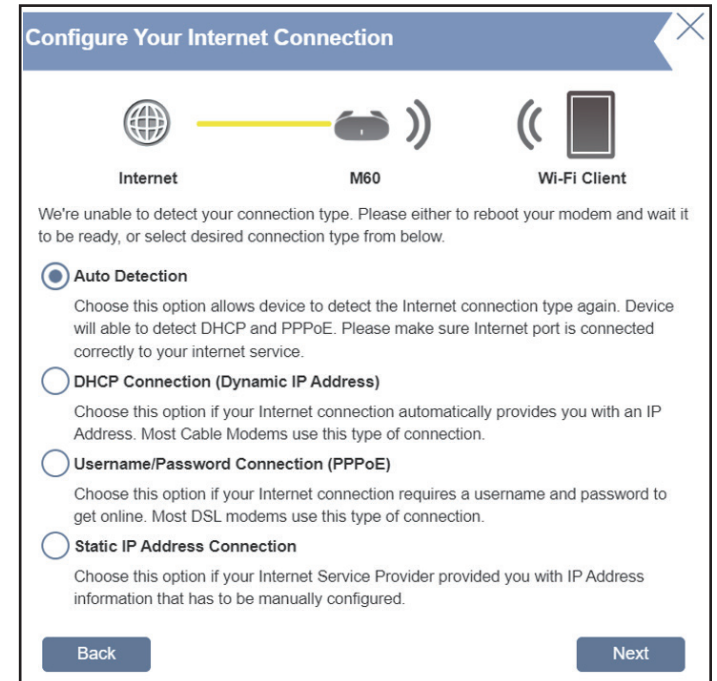 Configure Your Internet Connection
Internet
M60
Wi-Fi Client
We're unable to detect your connection type. Please either to reboot your modem and wait it
to be ready, or select desired connection type from below.
Auto Detection
Choose this option allows device to detect the Internet connection type again. Device
will able to detect DHCP and PPPoE. Please make sure Internet port is connected
correctly to your internet service.
DHCP Connection (Dynamic IP Address)
Choose this option if your Internet connection automatically provides you with an IP
Address. Most Cable Modems use this type of connection.
Username/Password Connection (PPPoE)
Choose this option if your Internet connection requires a username and password to
get online. Most DSL modems use this type of connection.
Static IP Address Connection
Choose this option if your Internet Service Provider provided you with IP Address
information that has to be manually configured.
Back
Next